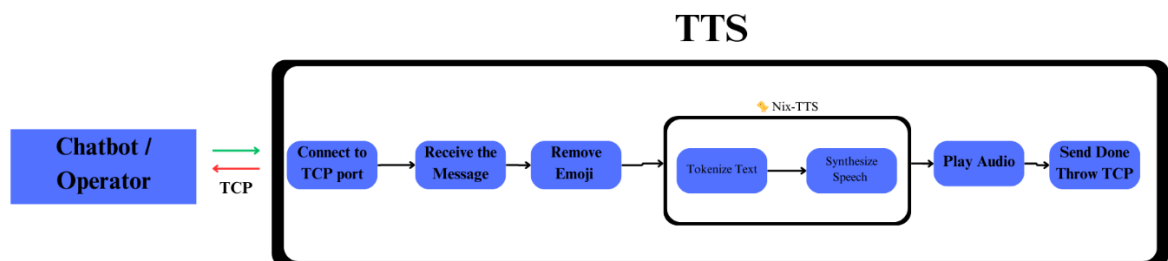 TTS
🐤 Nix-TTS
Chatbot /
Operator
TCP
Connect to
TCP port
Receive the
Message
Remove
Emoji
Tokenize Text
Synthesize
Speech
Play Audio
Send Done
Throw TCP